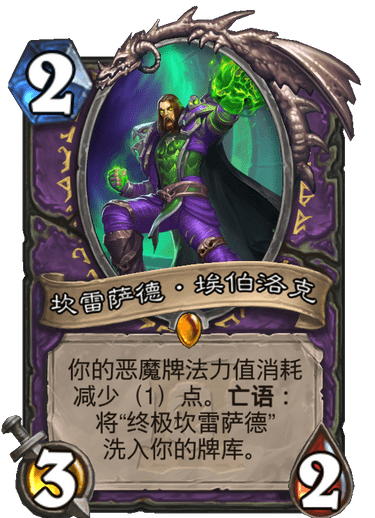 2
坎雷萨德·埃伯洛克
你的恶魔牌法力值消耗
减少（1）点。亡语：
将“终极坎雷萨德”
洗入你的牌库。
3
2